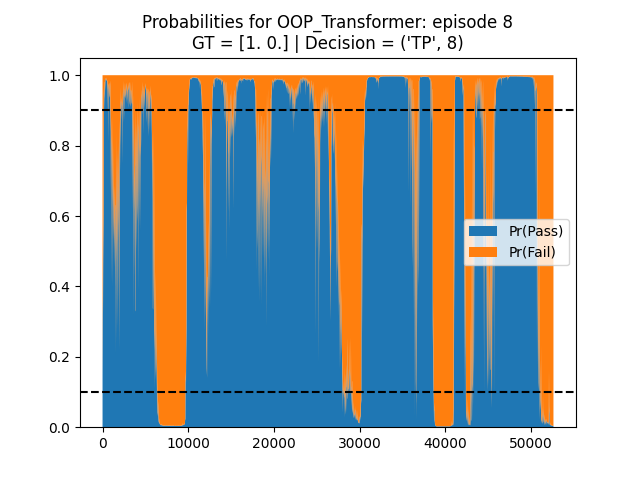 Probabilities for OOP_Transformer: episode 8
GT = [1. 0.] | Decision = ('TP', 8)
1.0
0.8
0.6
0.4
0.2
0.0
Pr(Pass)
Pr(Fail)
0 10000 20000 30000 40000 50000